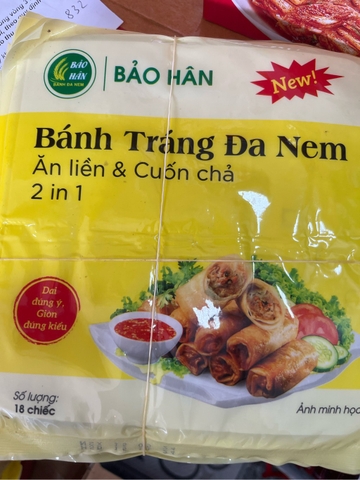 832
BẢO
HÂN
BÁNH ĐA NEM
BẢO HÂN
New!
Bánh Tráng Đa Nem
Ăn liền & Cuốn chả
2 in 1
Dai
đúng ý,
Giòn
đúng kiểu
Số lượng:
18 chiếc
Ảnh minh họa